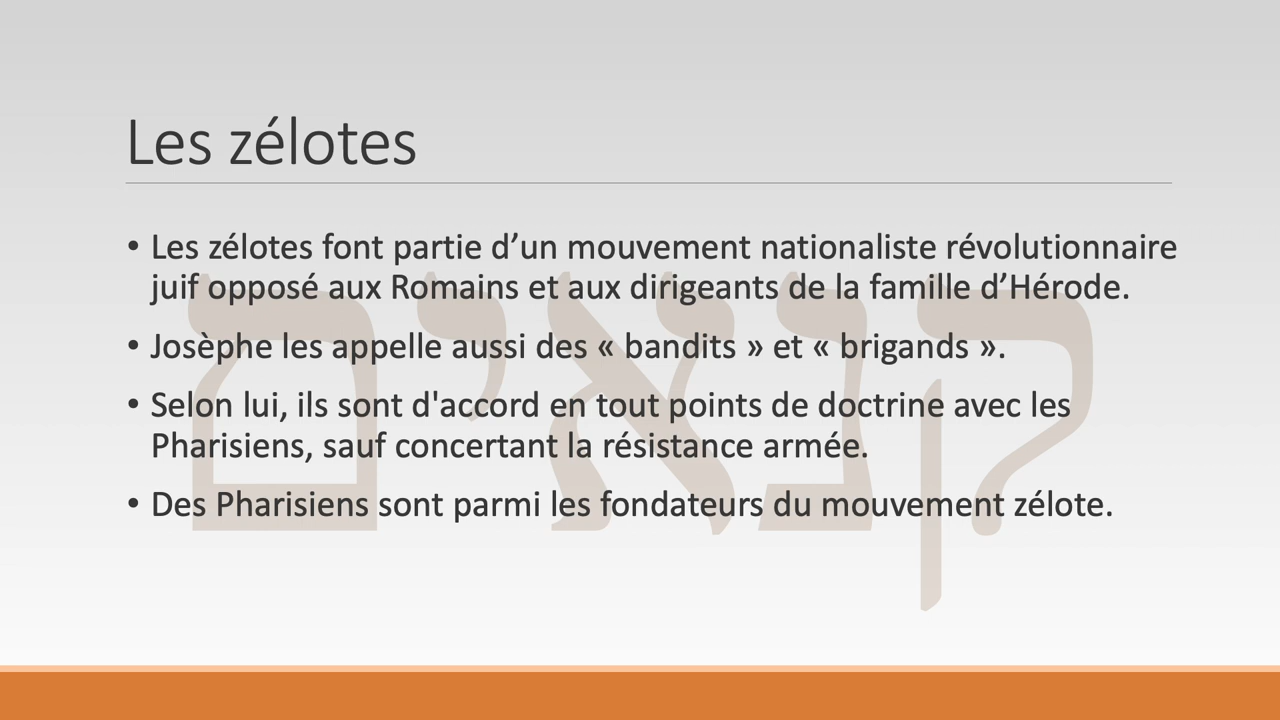 Les zélotes
• Les zélotes font partie d’un mouvement nationaliste révolutionnaire
juif opposé aux Romains et aux dirigeants de la famille d’Hérode.
• Josèphe les appelle aussi des « bandits » et « brigands ».
• Selon lui, ils sont d'accord en tout points de doctrine avec les
Pharisiens, sauf concertant la résistance armée.
• Des Pharisiens sont parmi les fondateurs du mouvement zélote.
קנאים